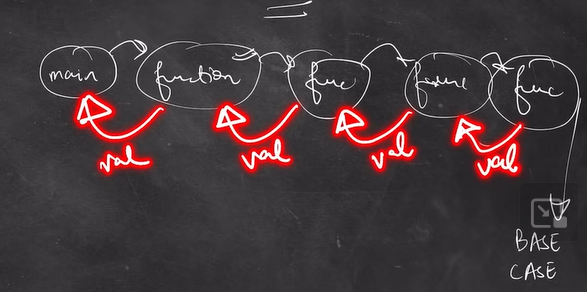 main function func func func
val val val val
BASE
CASE